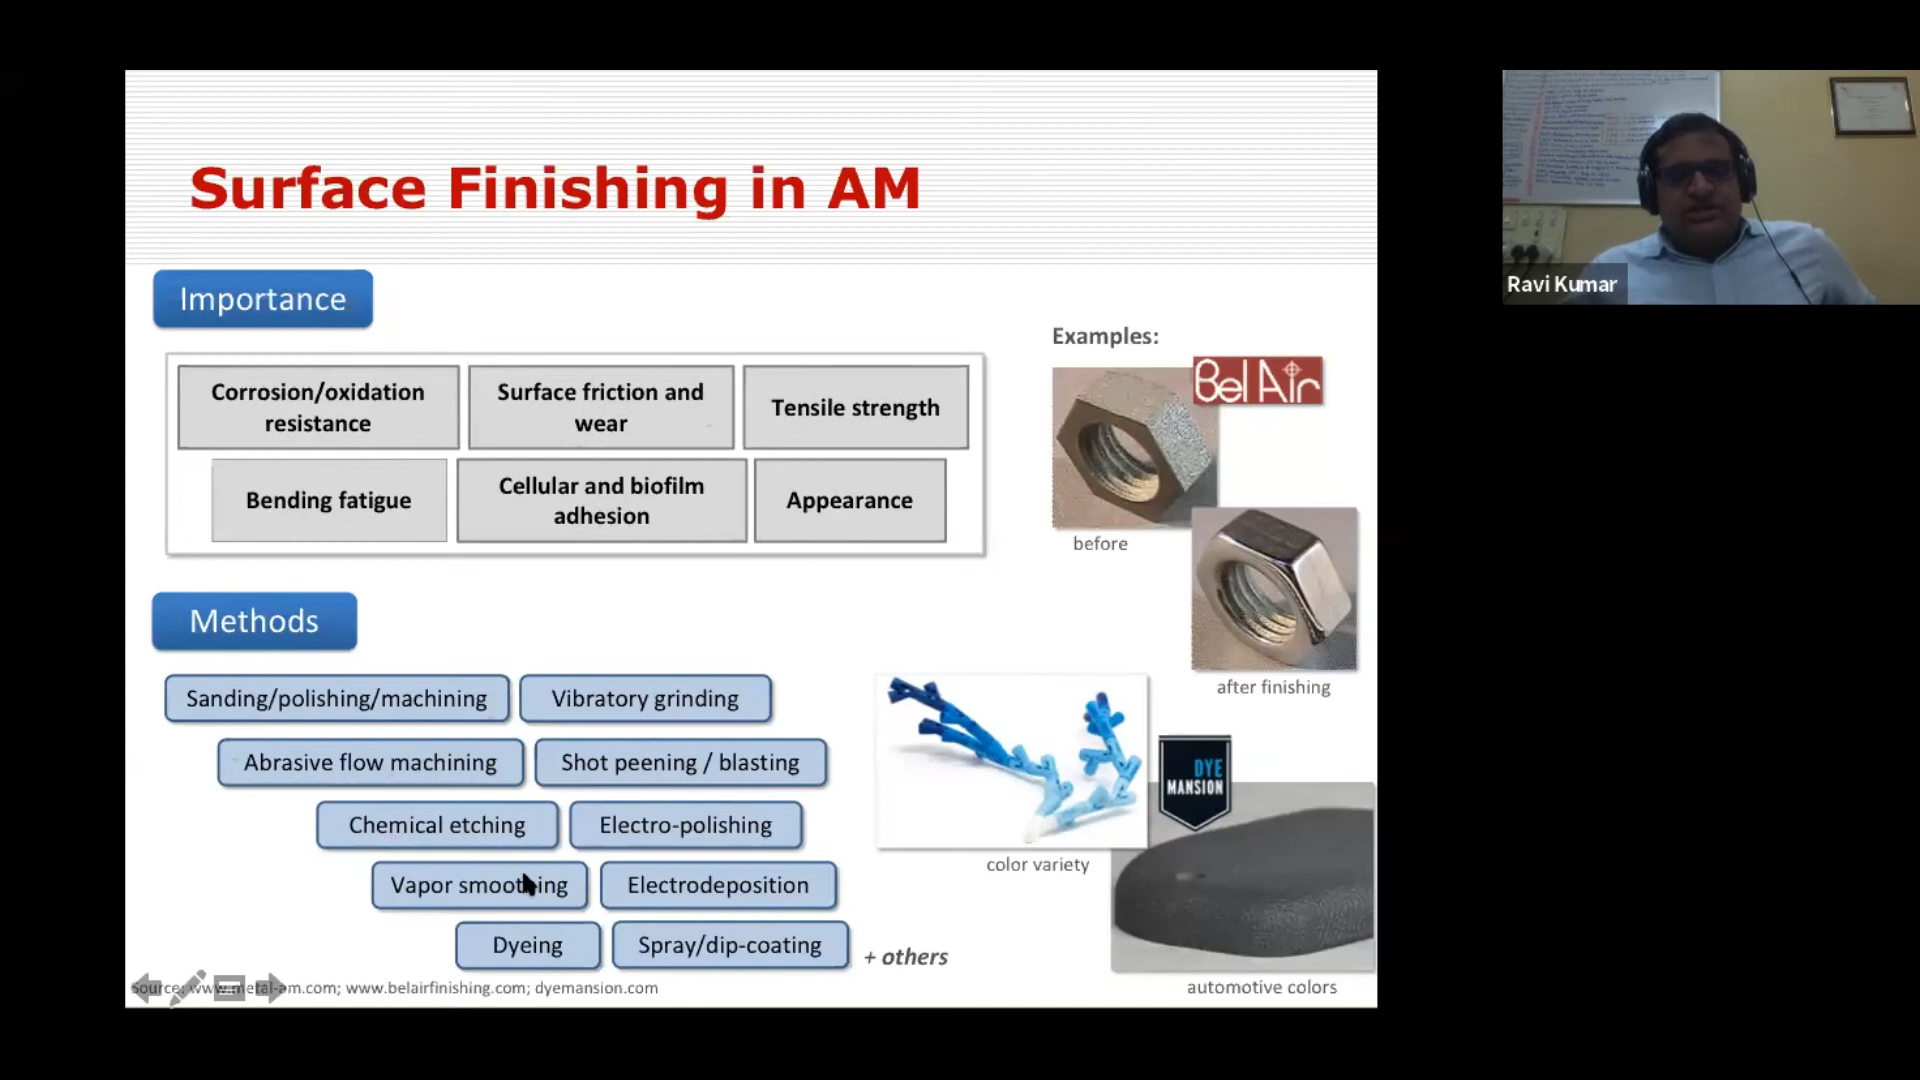 Surface Finishing in AM
Importance
Corrosion/oxidation
resistance
Surface friction and
wear
Tensile strength
Bending fatigue
Cellular and biofilm
adhesion
Appearance
Examples:
Bel Air
before
after finishing
Methods
Sanding/polishing/machining
Vibratory grinding
Abrasive flow machining
Shot peening / blasting
Chemical etching
Electro-polishing
Vapor smoothing
Electrodeposition
Dyeing
Spray/dip-coating
+ others
color variety
DYE
MANSION
automotive colors
Source: www.metal-am.com; www.belairfinishing.com; dyemansion.com
Ravi Kumar